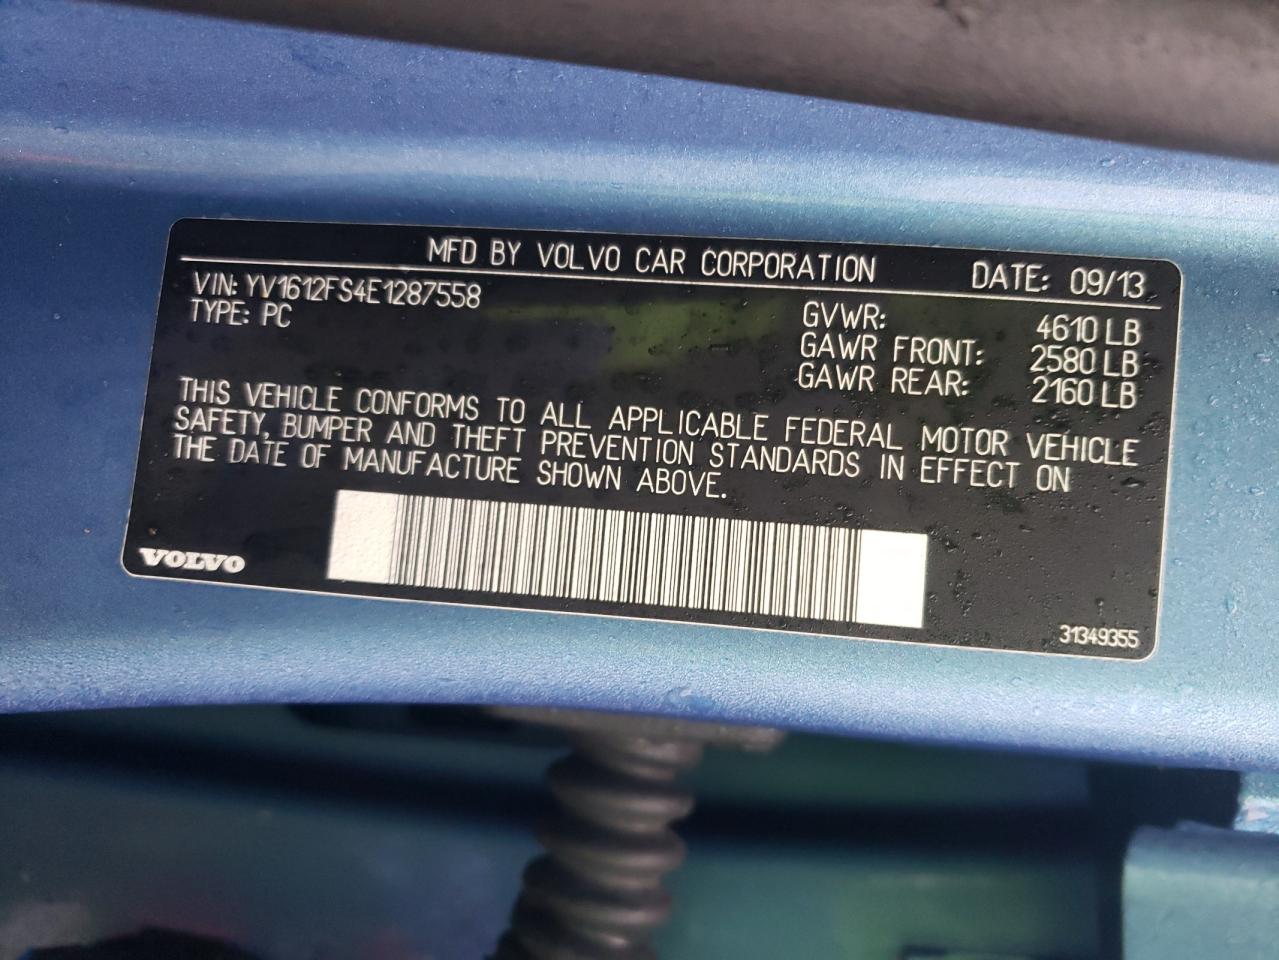 MFD BY VOLVO CAR CORPORATION DATE: 09/13
VIN: YV1612FS4E1287558
TYPE: PC
GVWR: 4610 LB
GAWR FRONT: 2580 LB
GAWR REAR: 2160 LB
THIS VEHICLE CONFORMS TO ALL APPLICABLE FEDERAL MOTOR VEHICLE
SAFETY, BUMPER AND THEFT PREVENTION STANDARDS IN EFFECT ON
THE DATE OF MANUFACTURE SHOWN ABOVE.
VOLVO
31349355